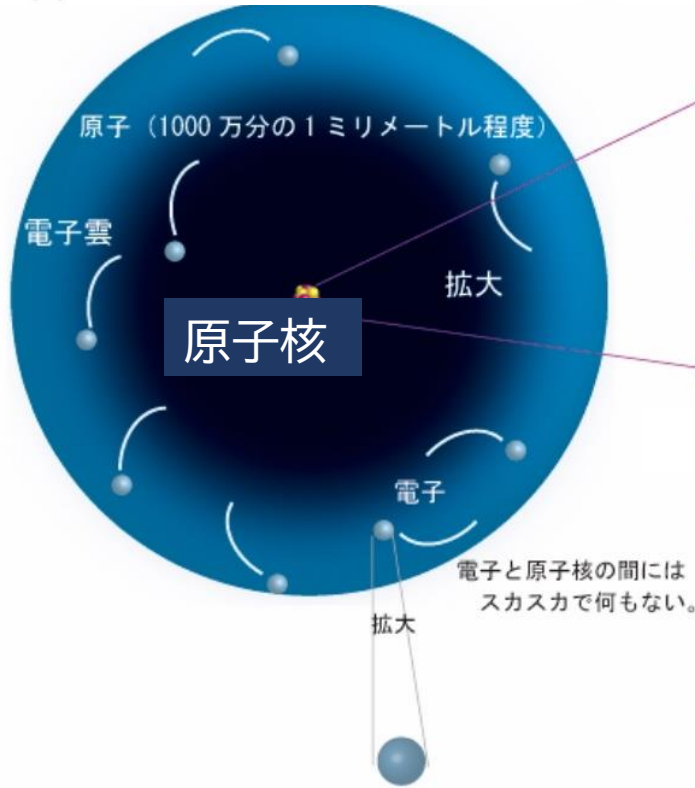 原子（1000 万分の 1 ミリメートル程度）
電子雲
拡大
原子核
電子
電子と原子核の間には
スカスカで何もない。
拡大